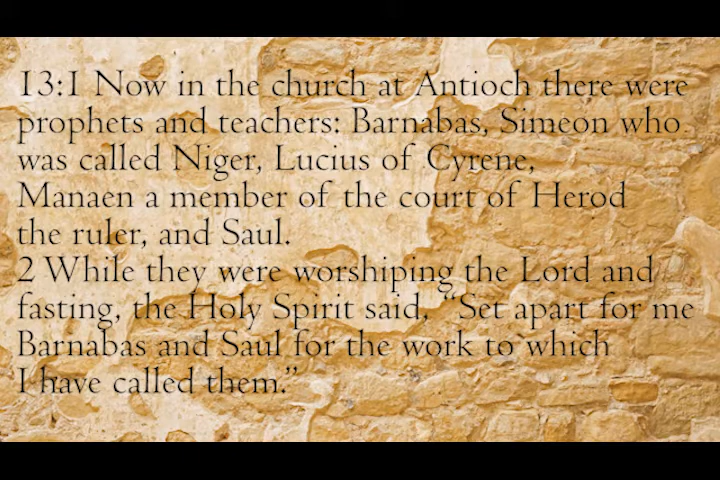 13:1 Now in the church at Antioch there were
prophets and teachers: Barnabas, Simeon who
was called Niger, Lucius of Cyrene,
Manaen a member of the court of Herod
the ruler, and Saul.
2 While they were worshiping the Lord and
fasting, the Holy Spirit said, “Set apart for me
Barnabas and Saul for the work to which
I have called them.”